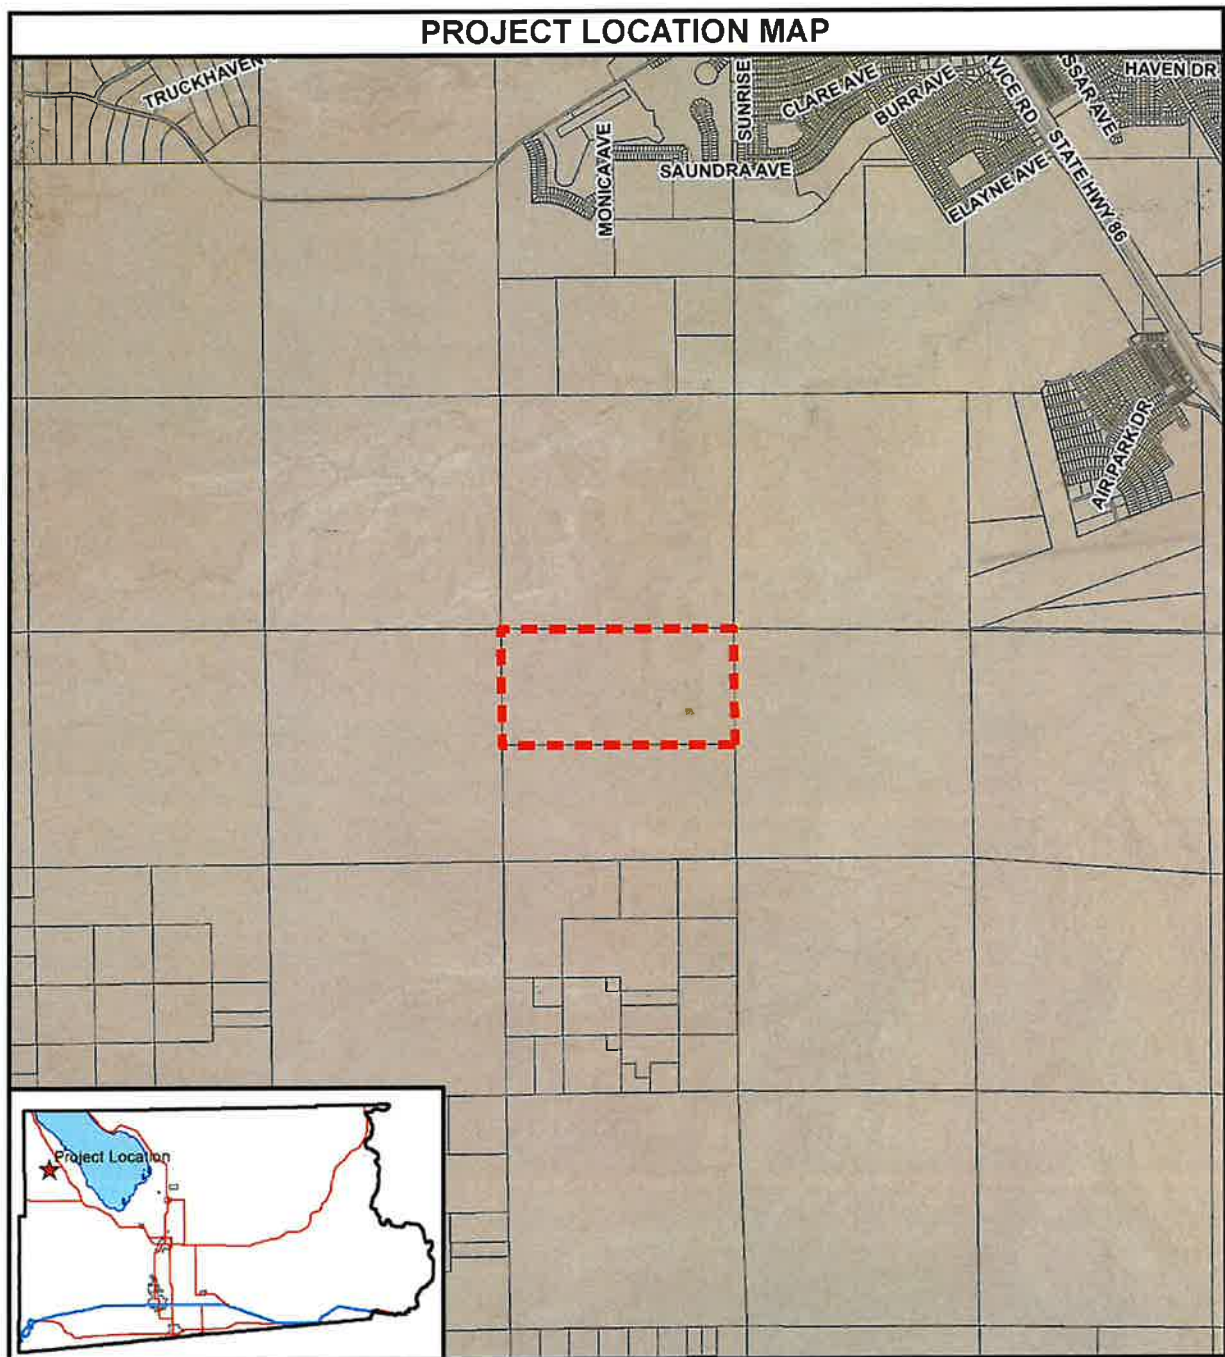 PROJECT LOCATION MAP
TRUCKHAVEN
MONICA AVE
SAUNDRA AVE
SUNRISE
CLARE AVE
BURR AVE
RVICE RD
SSAR AVE
HAVEN DR
ELAYNE AVE
STATE HWY 86
AIR PARK DR
Project Location